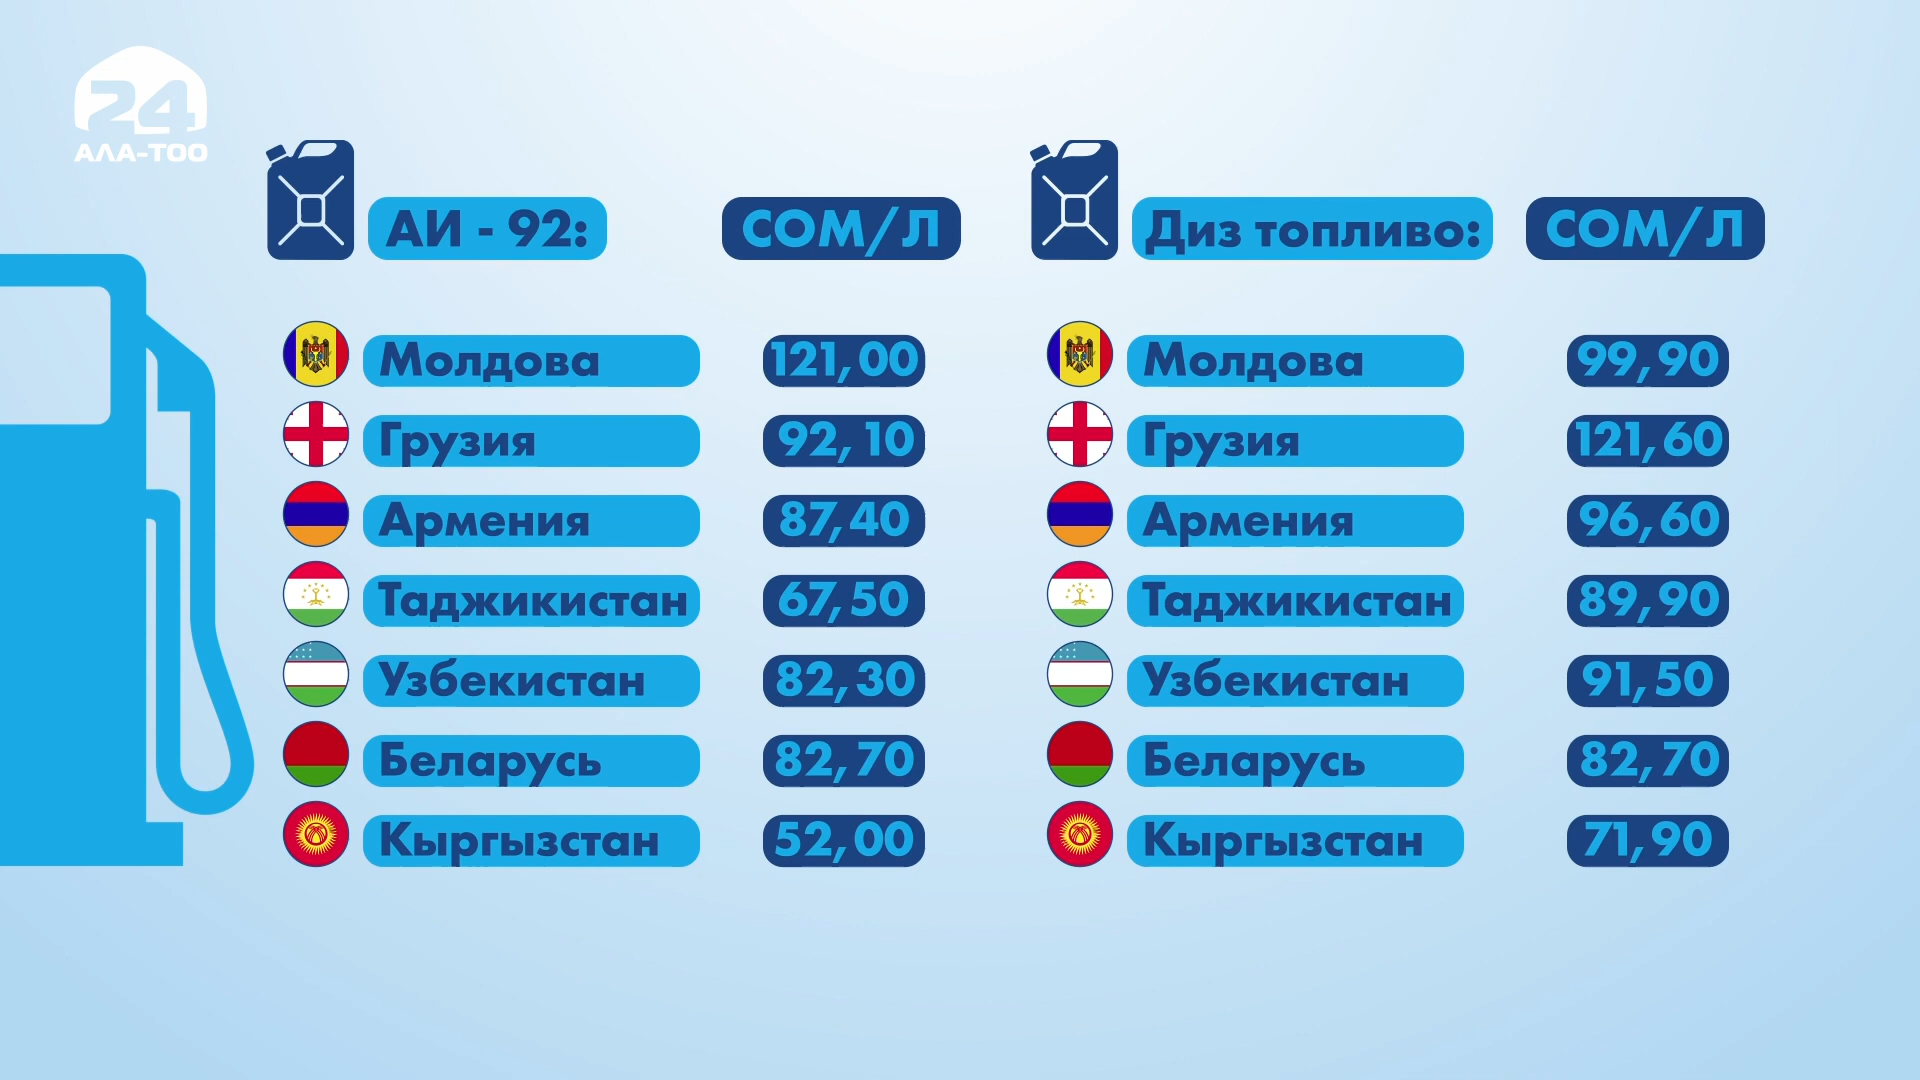 24
АЛА-ТОО
АИ - 92: СОМ/Л
Молдова 121,00
Грузия 92,10
Армения 87,40
Таджикистан 67,50
Узбекистан 82,30
Беларусь 82,70
Кыргызстан 52,00
Диз топливо: СОМ/Л
Молдова 99,90
Грузия 121,60
Армения 96,60
Таджикистан 89,90
Узбекистан 91,50
Беларусь 82,70
Кыргызстан 71,90